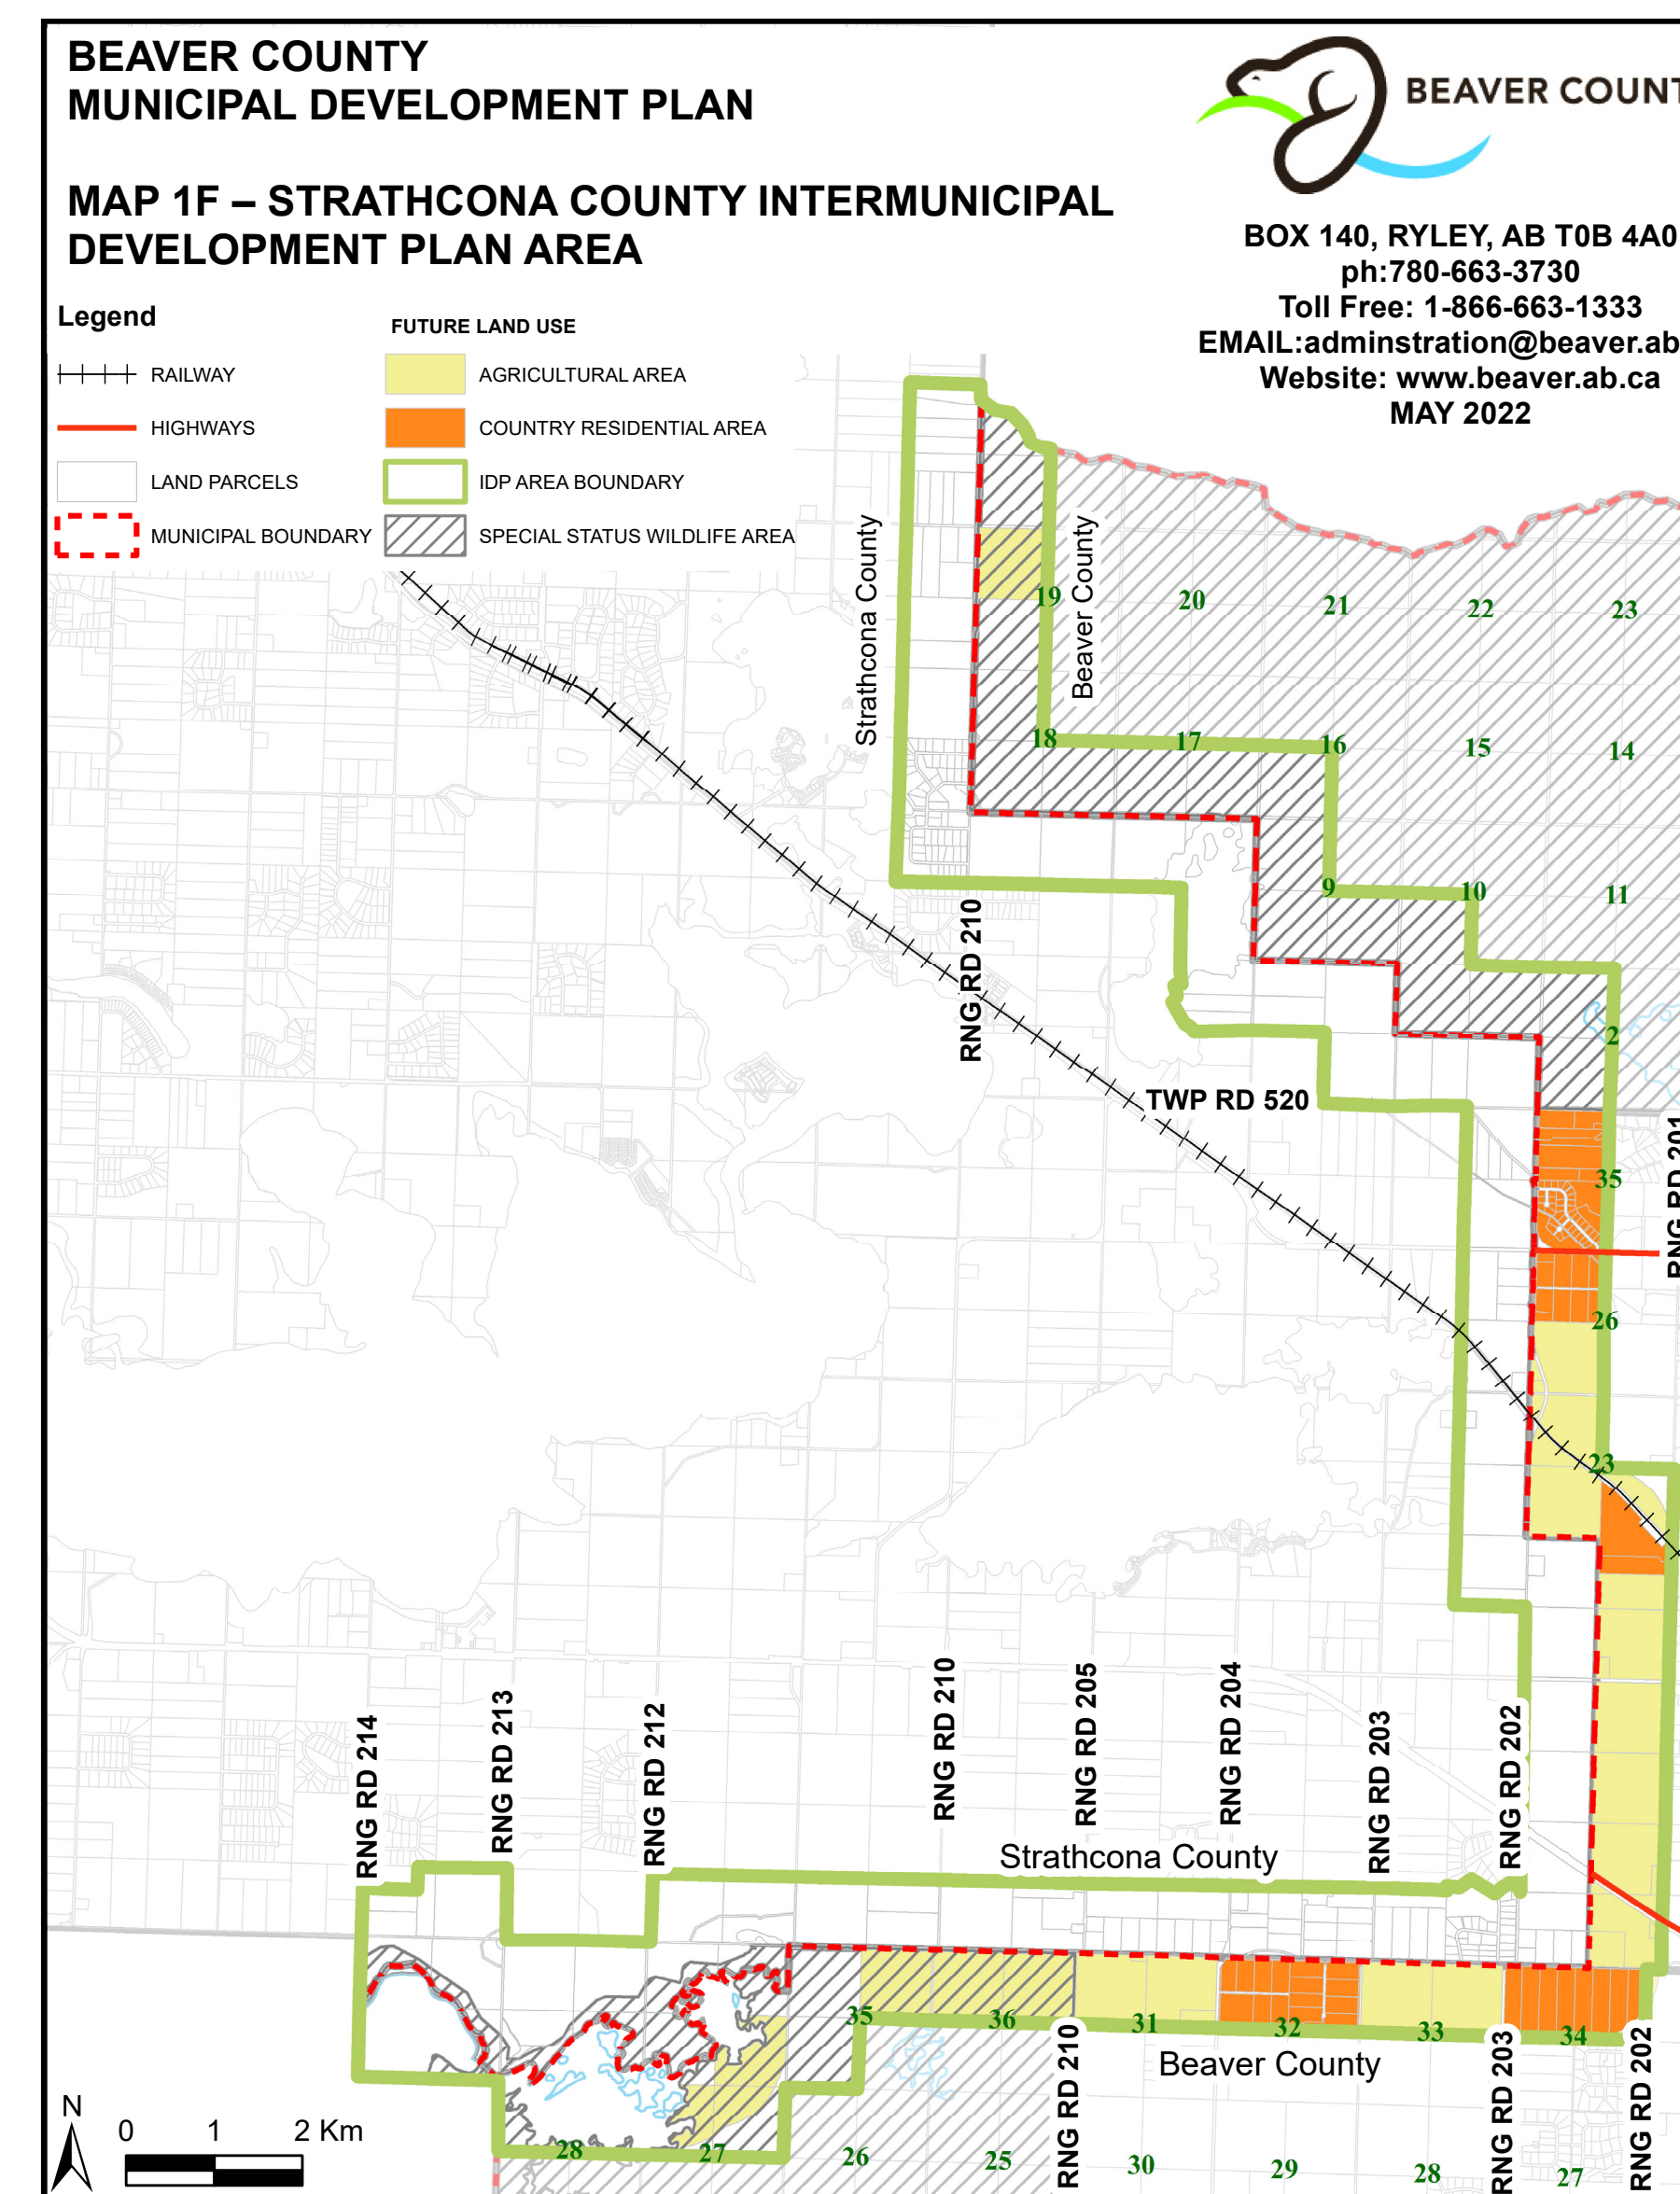 BEAVER COUNTY
MUNICIPAL DEVELOPMENT PLAN
MAP 1F – STRATHCONA COUNTY INTERMUNICIPAL
DEVELOPMENT PLAN AREA
BEAVER COUNT
BOX 140, RYLEY, AB T0B 4A0
ph:780-663-3730
Toll Free: 1-866-663-1333
EMAIL:adminstration@beaver.ab
Website: www.beaver.ab.ca
MAY 2022
Legend
RAILWAY
HIGHWAYS
LAND PARCELS
MUNICIPAL BOUNDARY
FUTURE LAND USE
AGRICULTURAL AREA
COUNTRY RESIDENTIAL AREA
IDP AREA BOUNDARY
SPECIAL STATUS WILDLIFE AREA
Strathcona County
Beaver County
19
20
21
22
23
18
17
16
15
14
9
10
11
RNG RD 210
2
TWP RD 520
RNG RD 201
35
26
23
RNG RD 214
RNG RD 213
RNG RD 212
RNG RD 210
RNG RD 205
RNG RD 204
RNG RD 203
RNG RD 202
Strathcona County
35
36
31
32
33
34
Beaver County
RNG RD 210
RNG RD 203
RNG RD 202
28
27
26
25
30
29
28
27
N
0 1 2 Km